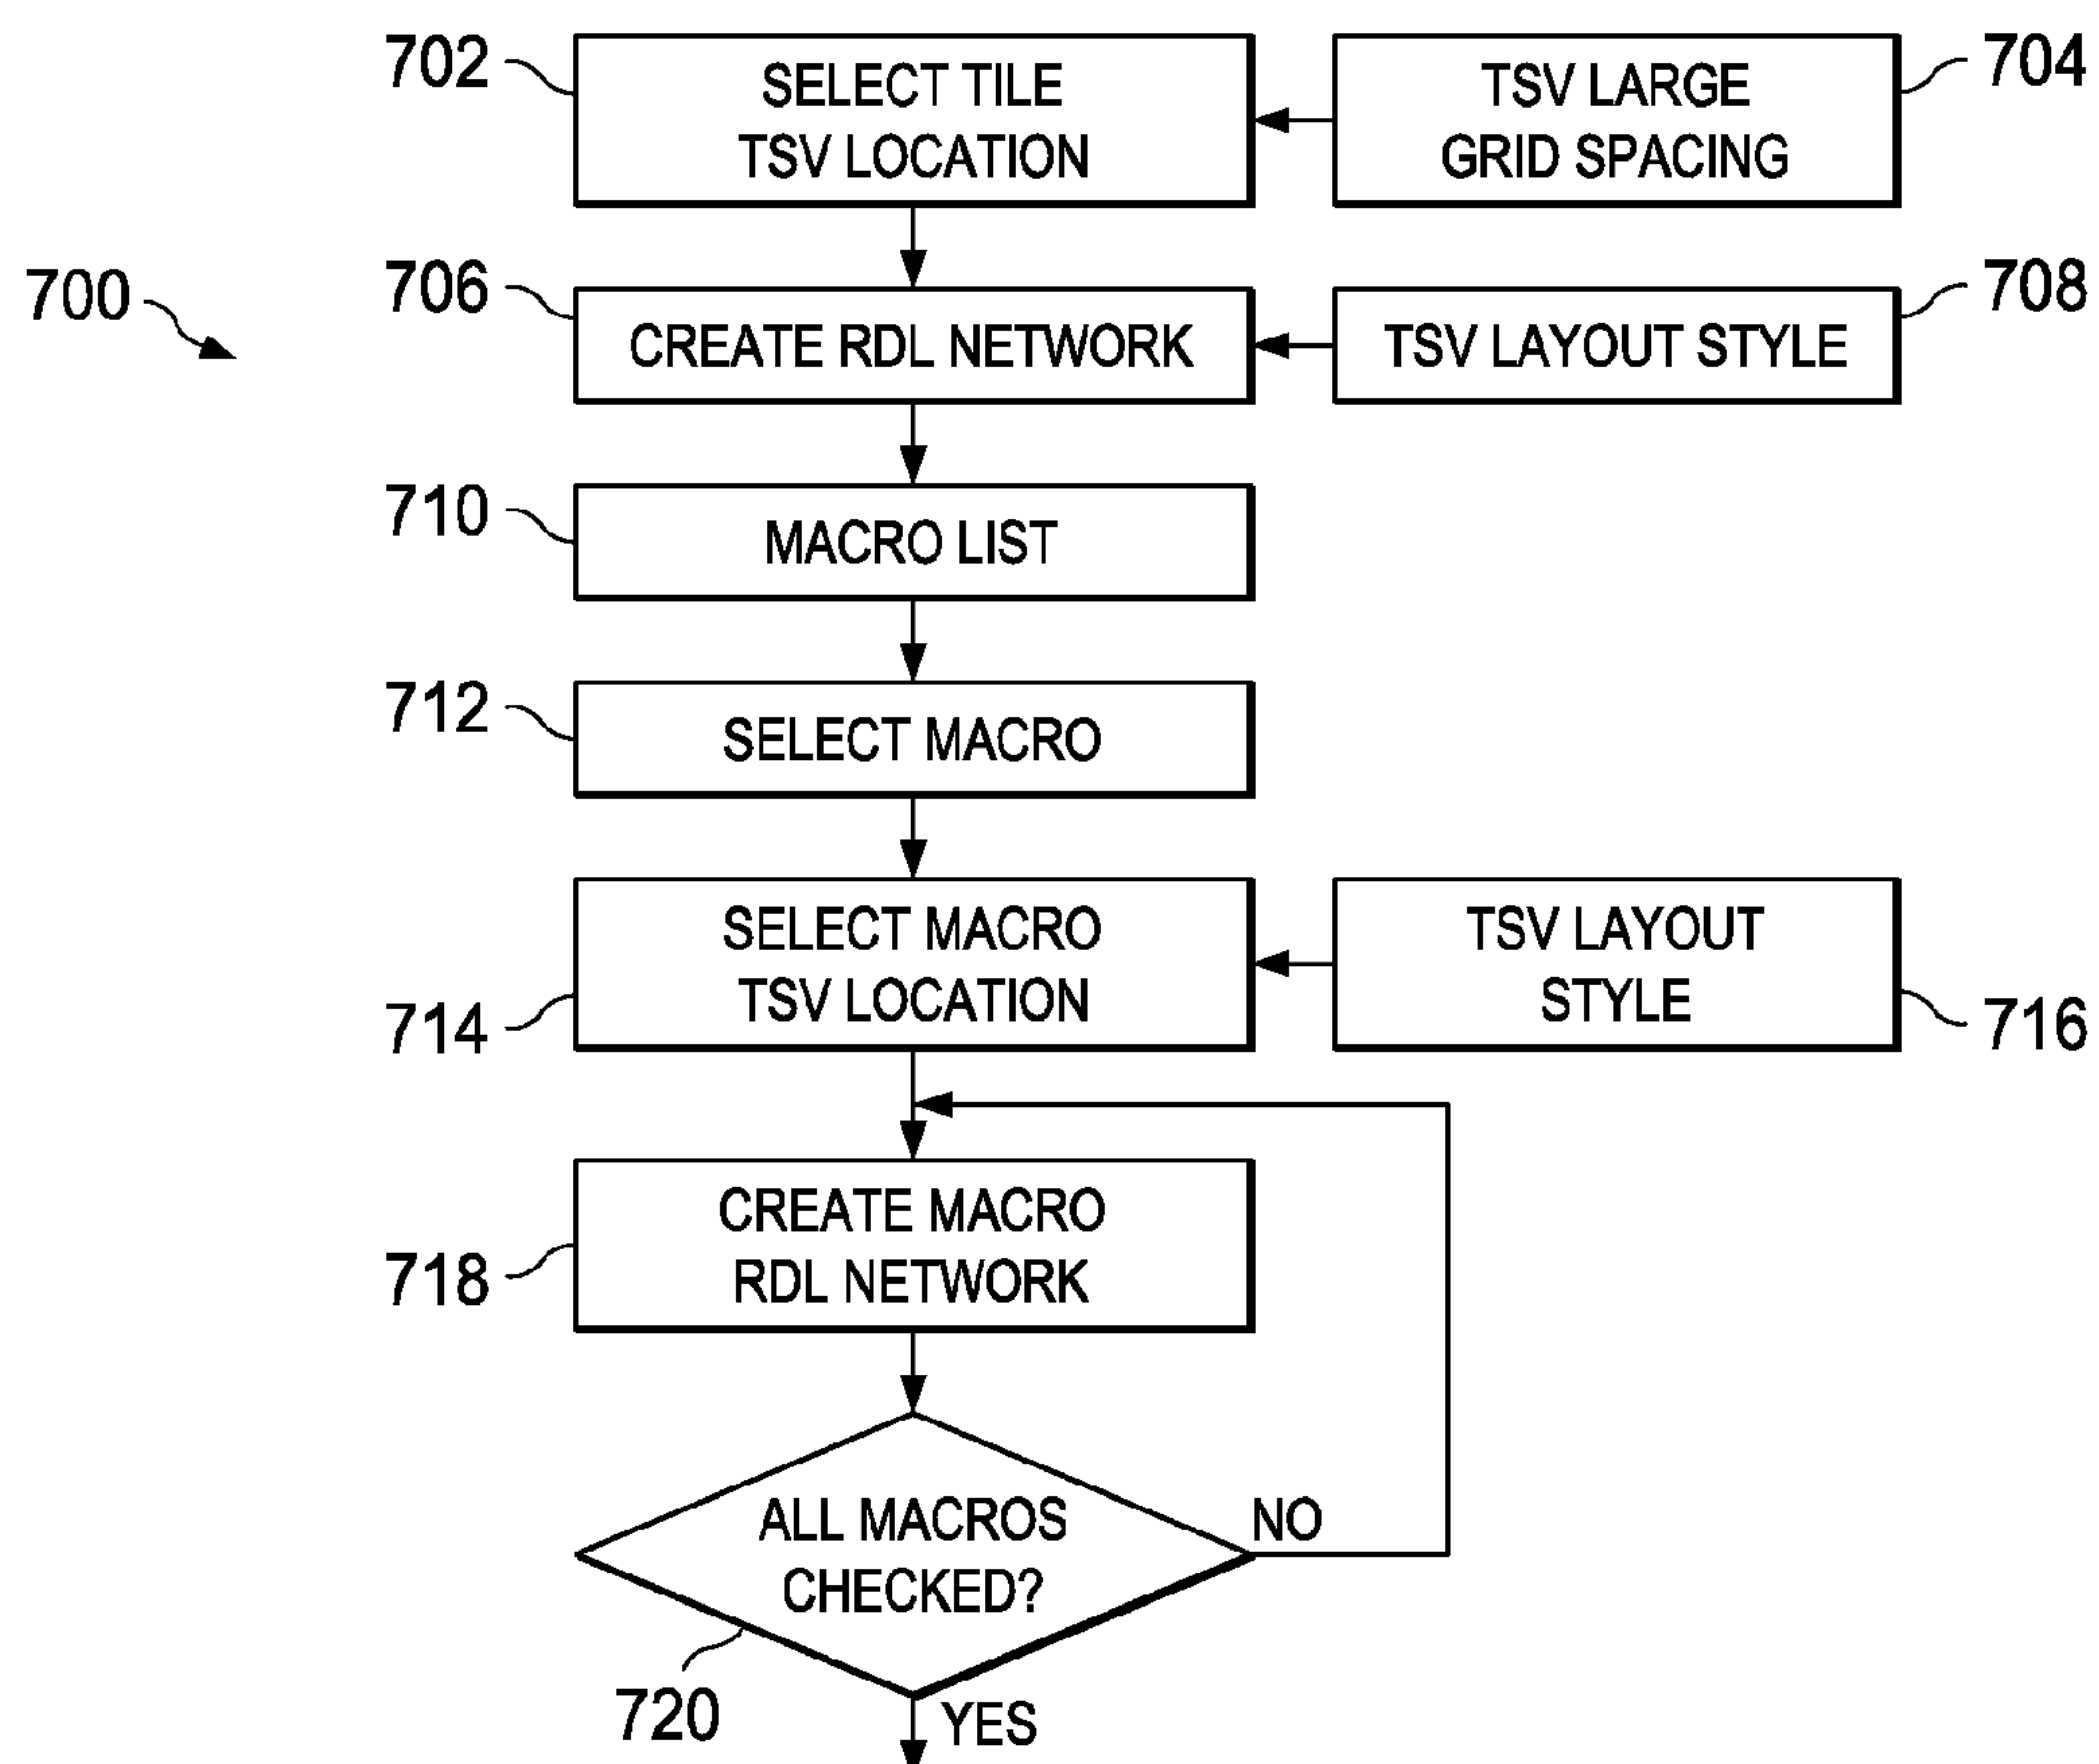 702
SELECT TILE
TSV LOCATION
TSV LARGE
GRID SPACING
704
700
706
CREATE RDL NETWORK
TSV LAYOUT STYLE
708
710
MACRO LIST
712
SELECT MACRO
SELECT MACRO
TSV LOCATION
714
TSV LAYOUT
STYLE
716
CREATE MACRO
RDL NETWORK
718
ALL MACROS
CHECKED?
NO
720
YES